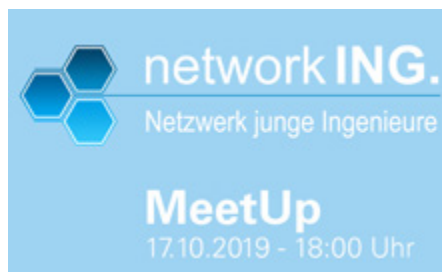 network ING.
Netzwerk junge Ingenieure
MeetUp
17.10.2019 - 18:00 Uhr